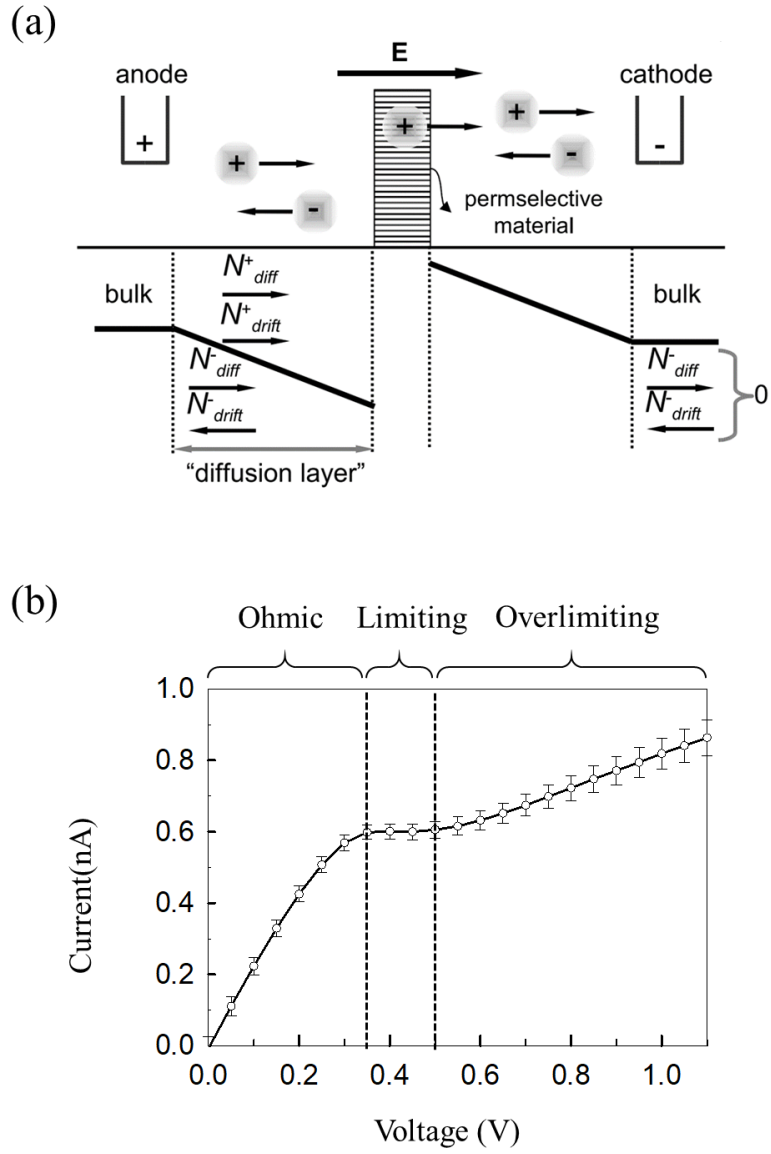 (a)
E
anode
cathode
+
-
+
+
+
-
-
permselective
material
bulk
N⁺diff
N⁺drift
N⁻diff
N⁻drift
bulk
N⁻diff
N⁻drift
0
“diffusion layer”
(b)
Ohmic
Limiting
Overlimiting
1.0
0.8
0.6
0.4
0.2
0.0
Current(nA)
0.0
0.2
0.4
0.6
0.8
1.0
Voltage (V)